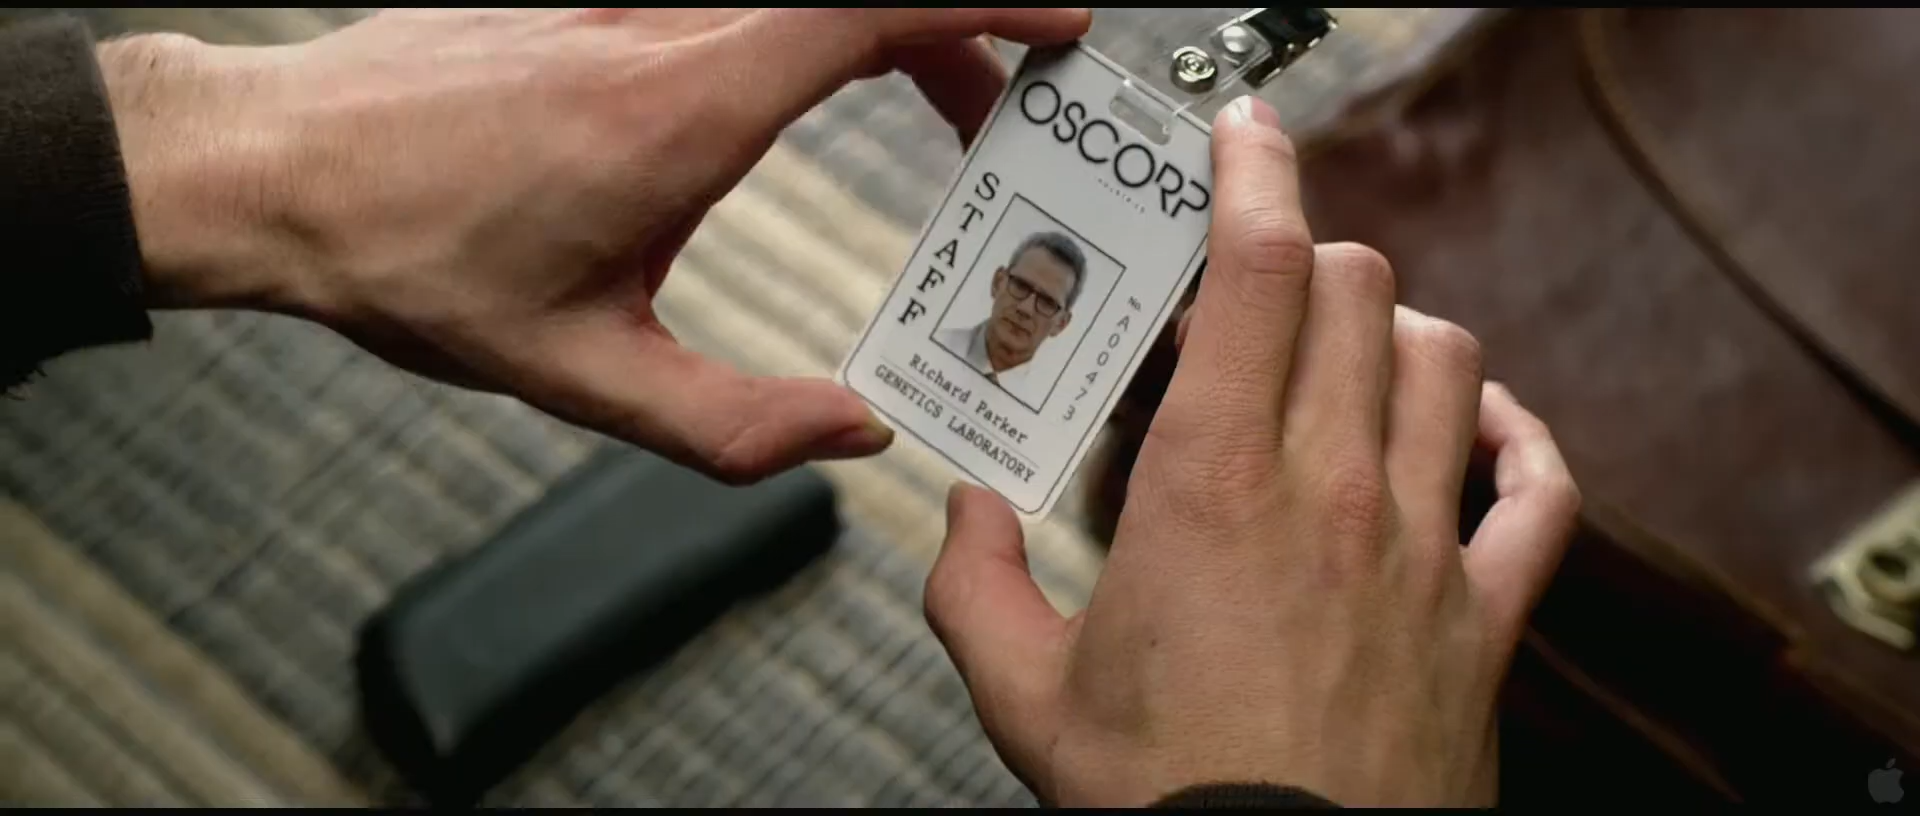 OSCORP
STAFF
No. A00473
Richard Parker
GENETICS LABORATORY